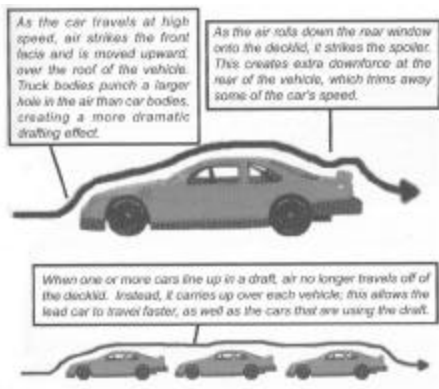 As the car travels at high
speed, air strikes the front
facia and is moved upward,
over the roof of the vehicle.
Truck bodies punch a larger
hole in the air than car bodies,
creating a more dramatic
drafting effect.
As the air rolls down the rear window
onto the decklid, it strikes the spoiler.
This creates extra downforce at the
rear of the vehicle, which trims away
some of the car's speed.
When one or more cars line up in a draft, air no longer travels off of
the decklid. Instead, it carries up over each vehicle; this allows the
lead car to travel faster, as well as the cars that are using the draft.